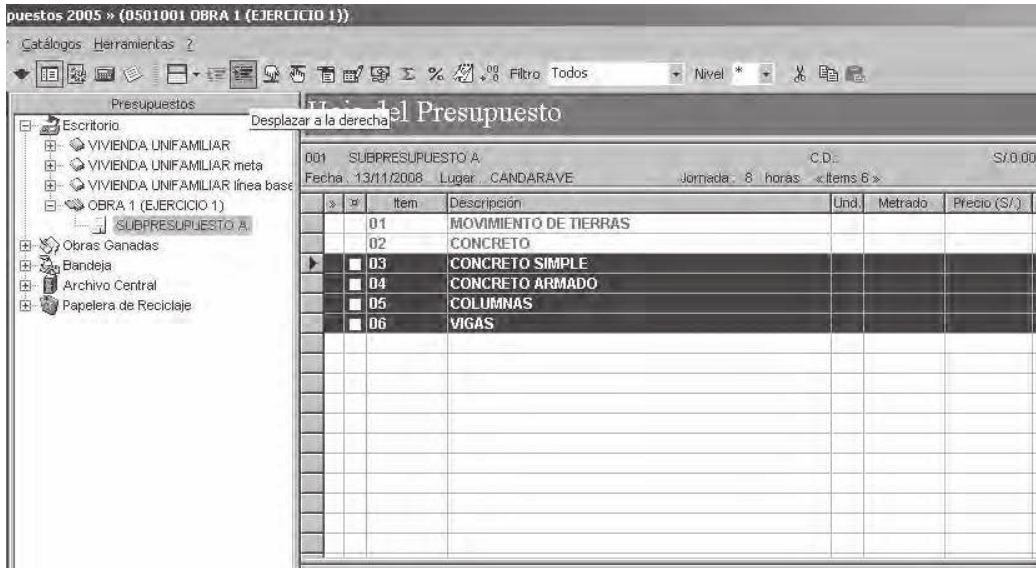 puestos 2005 » (0501001 OBRA 1 (EJERCICIO 1))
Catálogos Herramientas ?
Σ % Filtro Todos Nivel *
Presupuestos
Desplazar a la derecha
del Presupuesto
Escritorio
VIVIENDA UNIFAMILIAR
VIVIENDA UNIFAMILIAR meta
VIVIENDA UNIFAMILIAR línea base
OBRA 1 (EJERCICIO 1)
SUBPRESUPUESTO A
Obras Ganadas
Bandeja
Archivo Central
Papelera de Reciclaje
001 SUBPRESUPUESTO A C.D.: S/.0.00
Fecha : 13/11/2008 Lugar : CANDARAVE Jornada : 8 horas « Items 6 »
» Item Descripción Und. Metrado Precio (S/.)
01 MOVIMIENTO DE TIERRAS
02 CONCRETO
03 CONCRETO SIMPLE
04 CONCRETO ARMADO
05 COLUMNAS
06 VIGAS